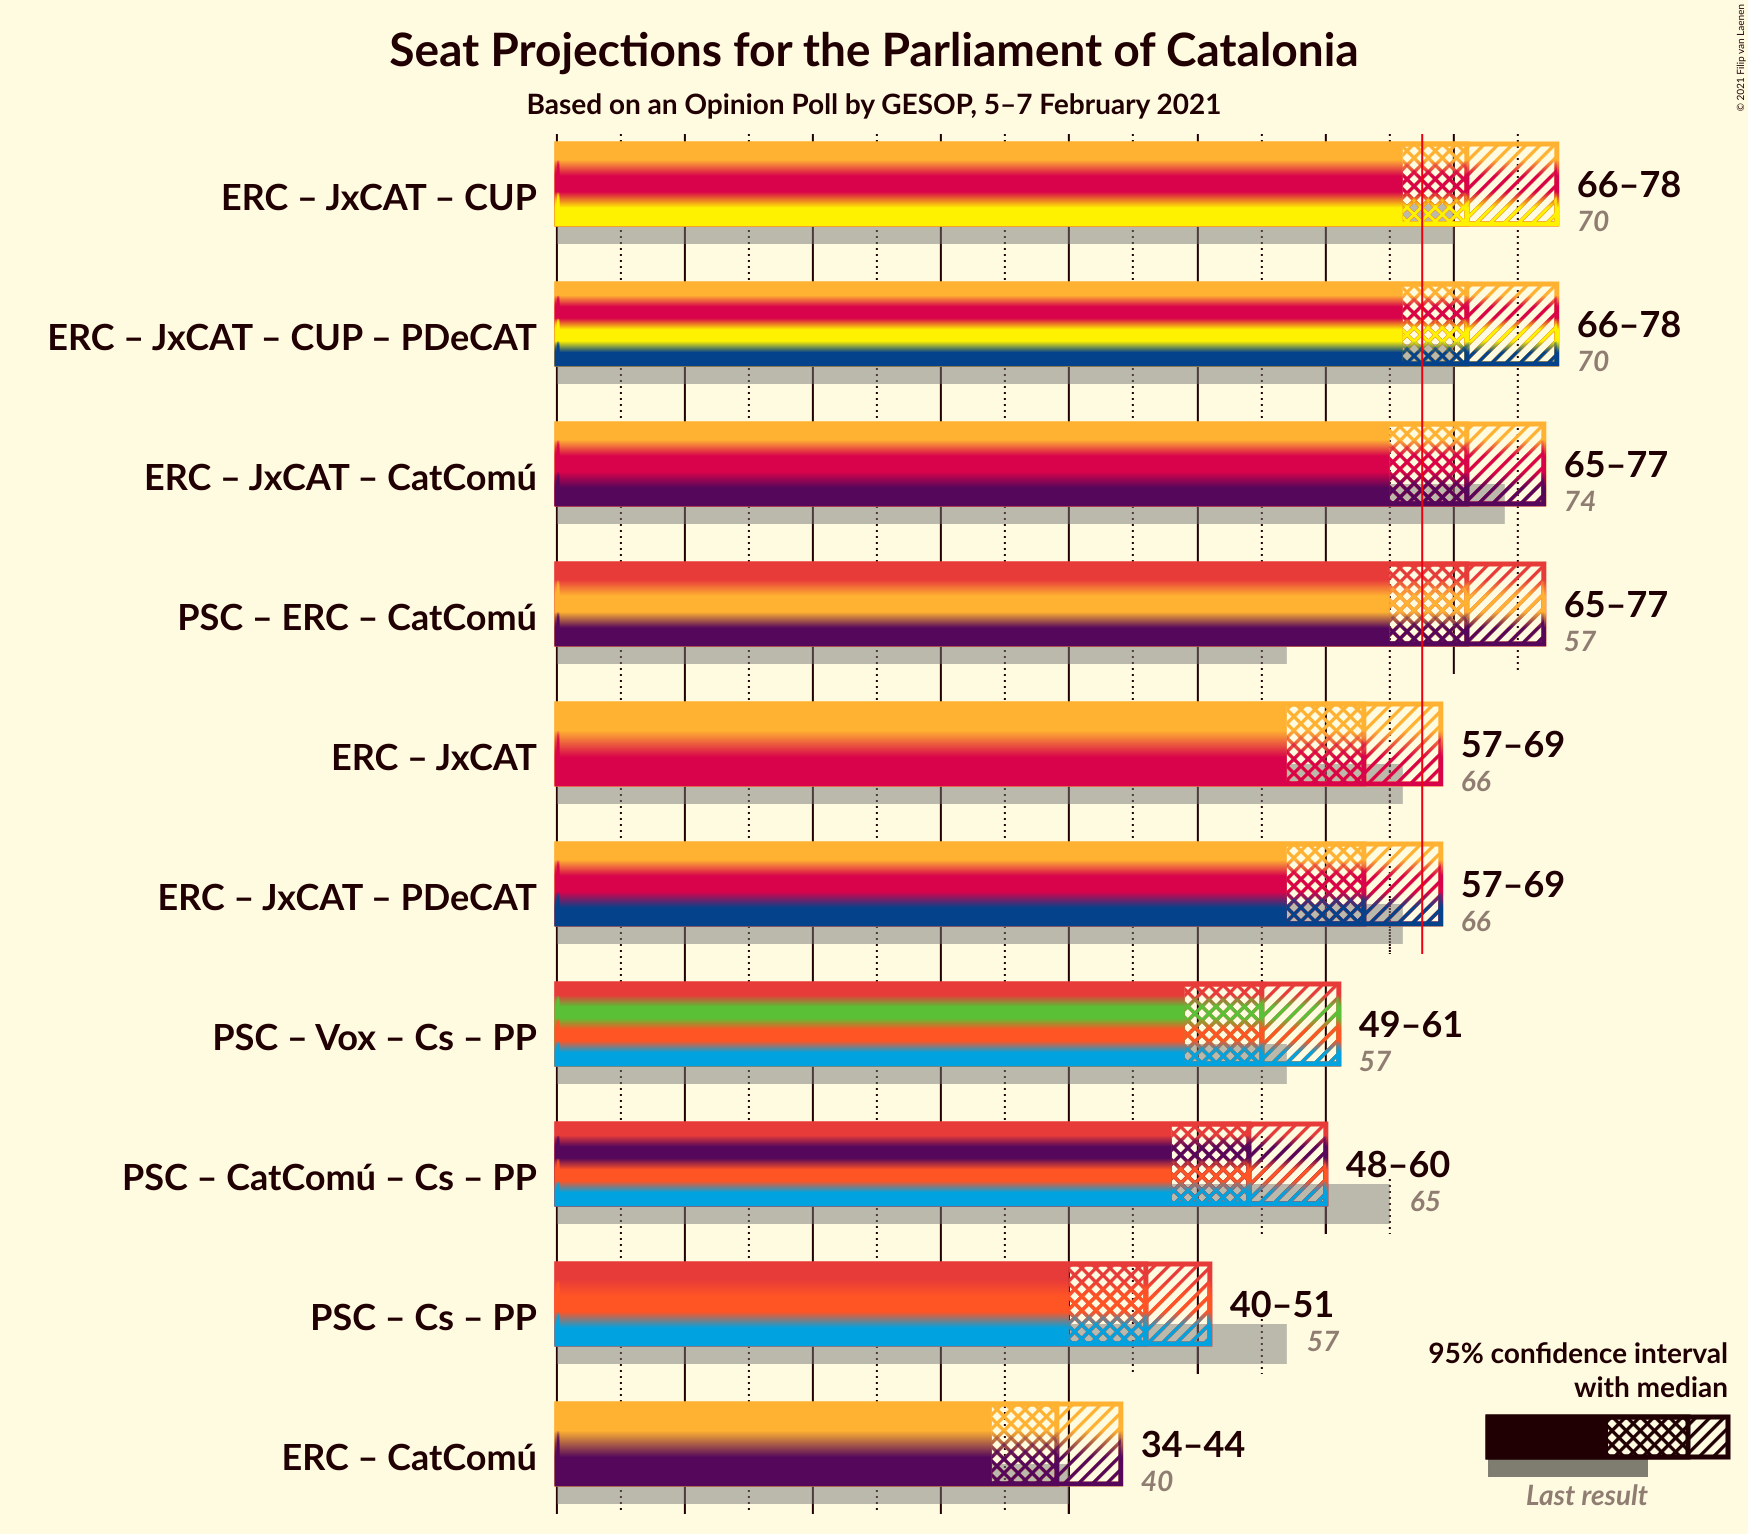 Seat Projections for the Parliament of Catalonia
Based on an Opinion Poll by GESOP, 5–7 February 2021
© 2021 Filip van Laenen
ERC – JxCAT – CUP
66–78
70
ERC – JxCAT – CUP – PDeCAT
66–78
70
ERC – JxCAT – CatComú
65–77
74
PSC – ERC – CatComú
65–77
57
ERC – JxCAT
57–69
66
ERC – JxCAT – PDeCAT
57–69
66
PSC – Vox – Cs – PP
49–61
57
PSC – CatComú – Cs – PP
48–60
65
PSC – Cs – PP
40–51
57
ERC – CatComú
34–44
40
95% confidence interval
with median
Last result